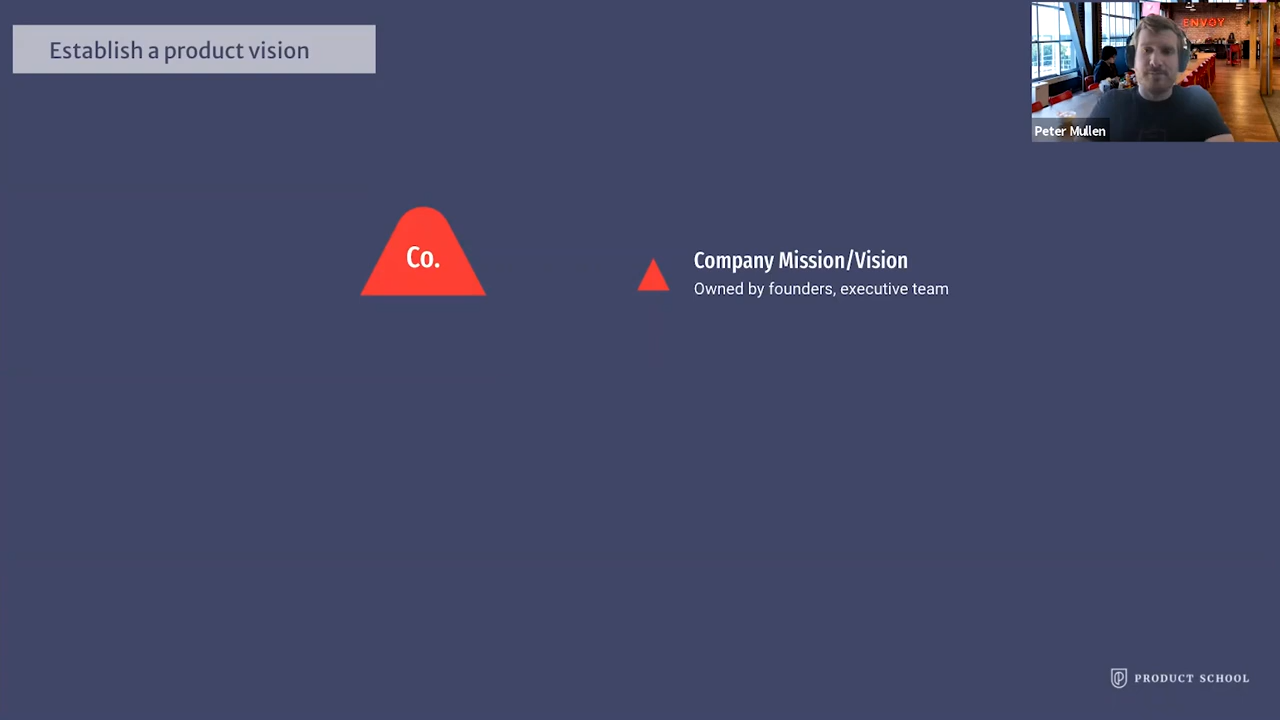 Establish a product vision
ENVOY
Peter Mullen
Co.
Company Mission/Vision
Owned by founders, executive team
PRODUCT SCHOOL